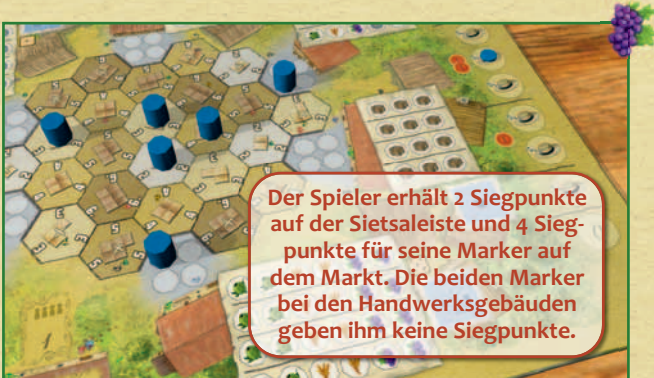 Der Spieler erhält 2 Siegpunkte
auf der Sietsaleiste und 4 Sieg-
punkte für seine Marker auf
dem Markt. Die beiden Marker
bei den Handwerksgebäuden
geben ihm keine Siegpunkte.